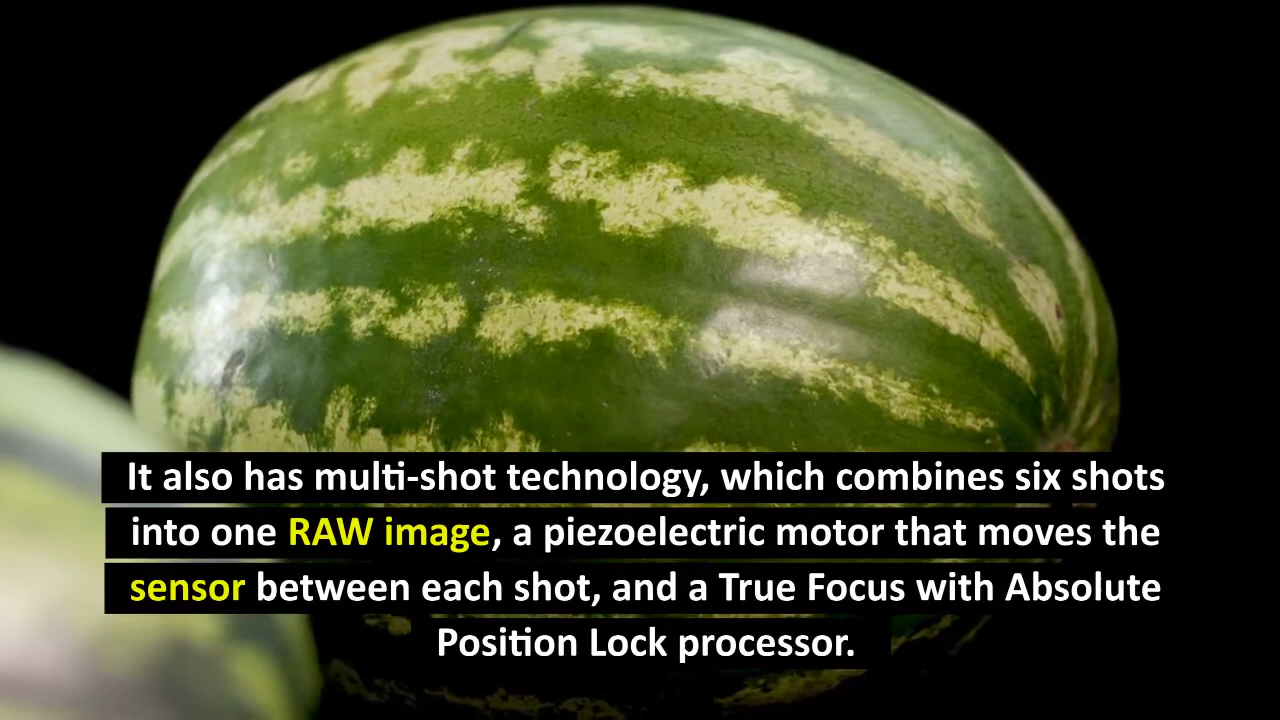 It also has multi-shot technology, which combines six shots
into one RAW image, a piezoelectric motor that moves the
sensor between each shot, and a True Focus with Absolute
Position Lock processor.